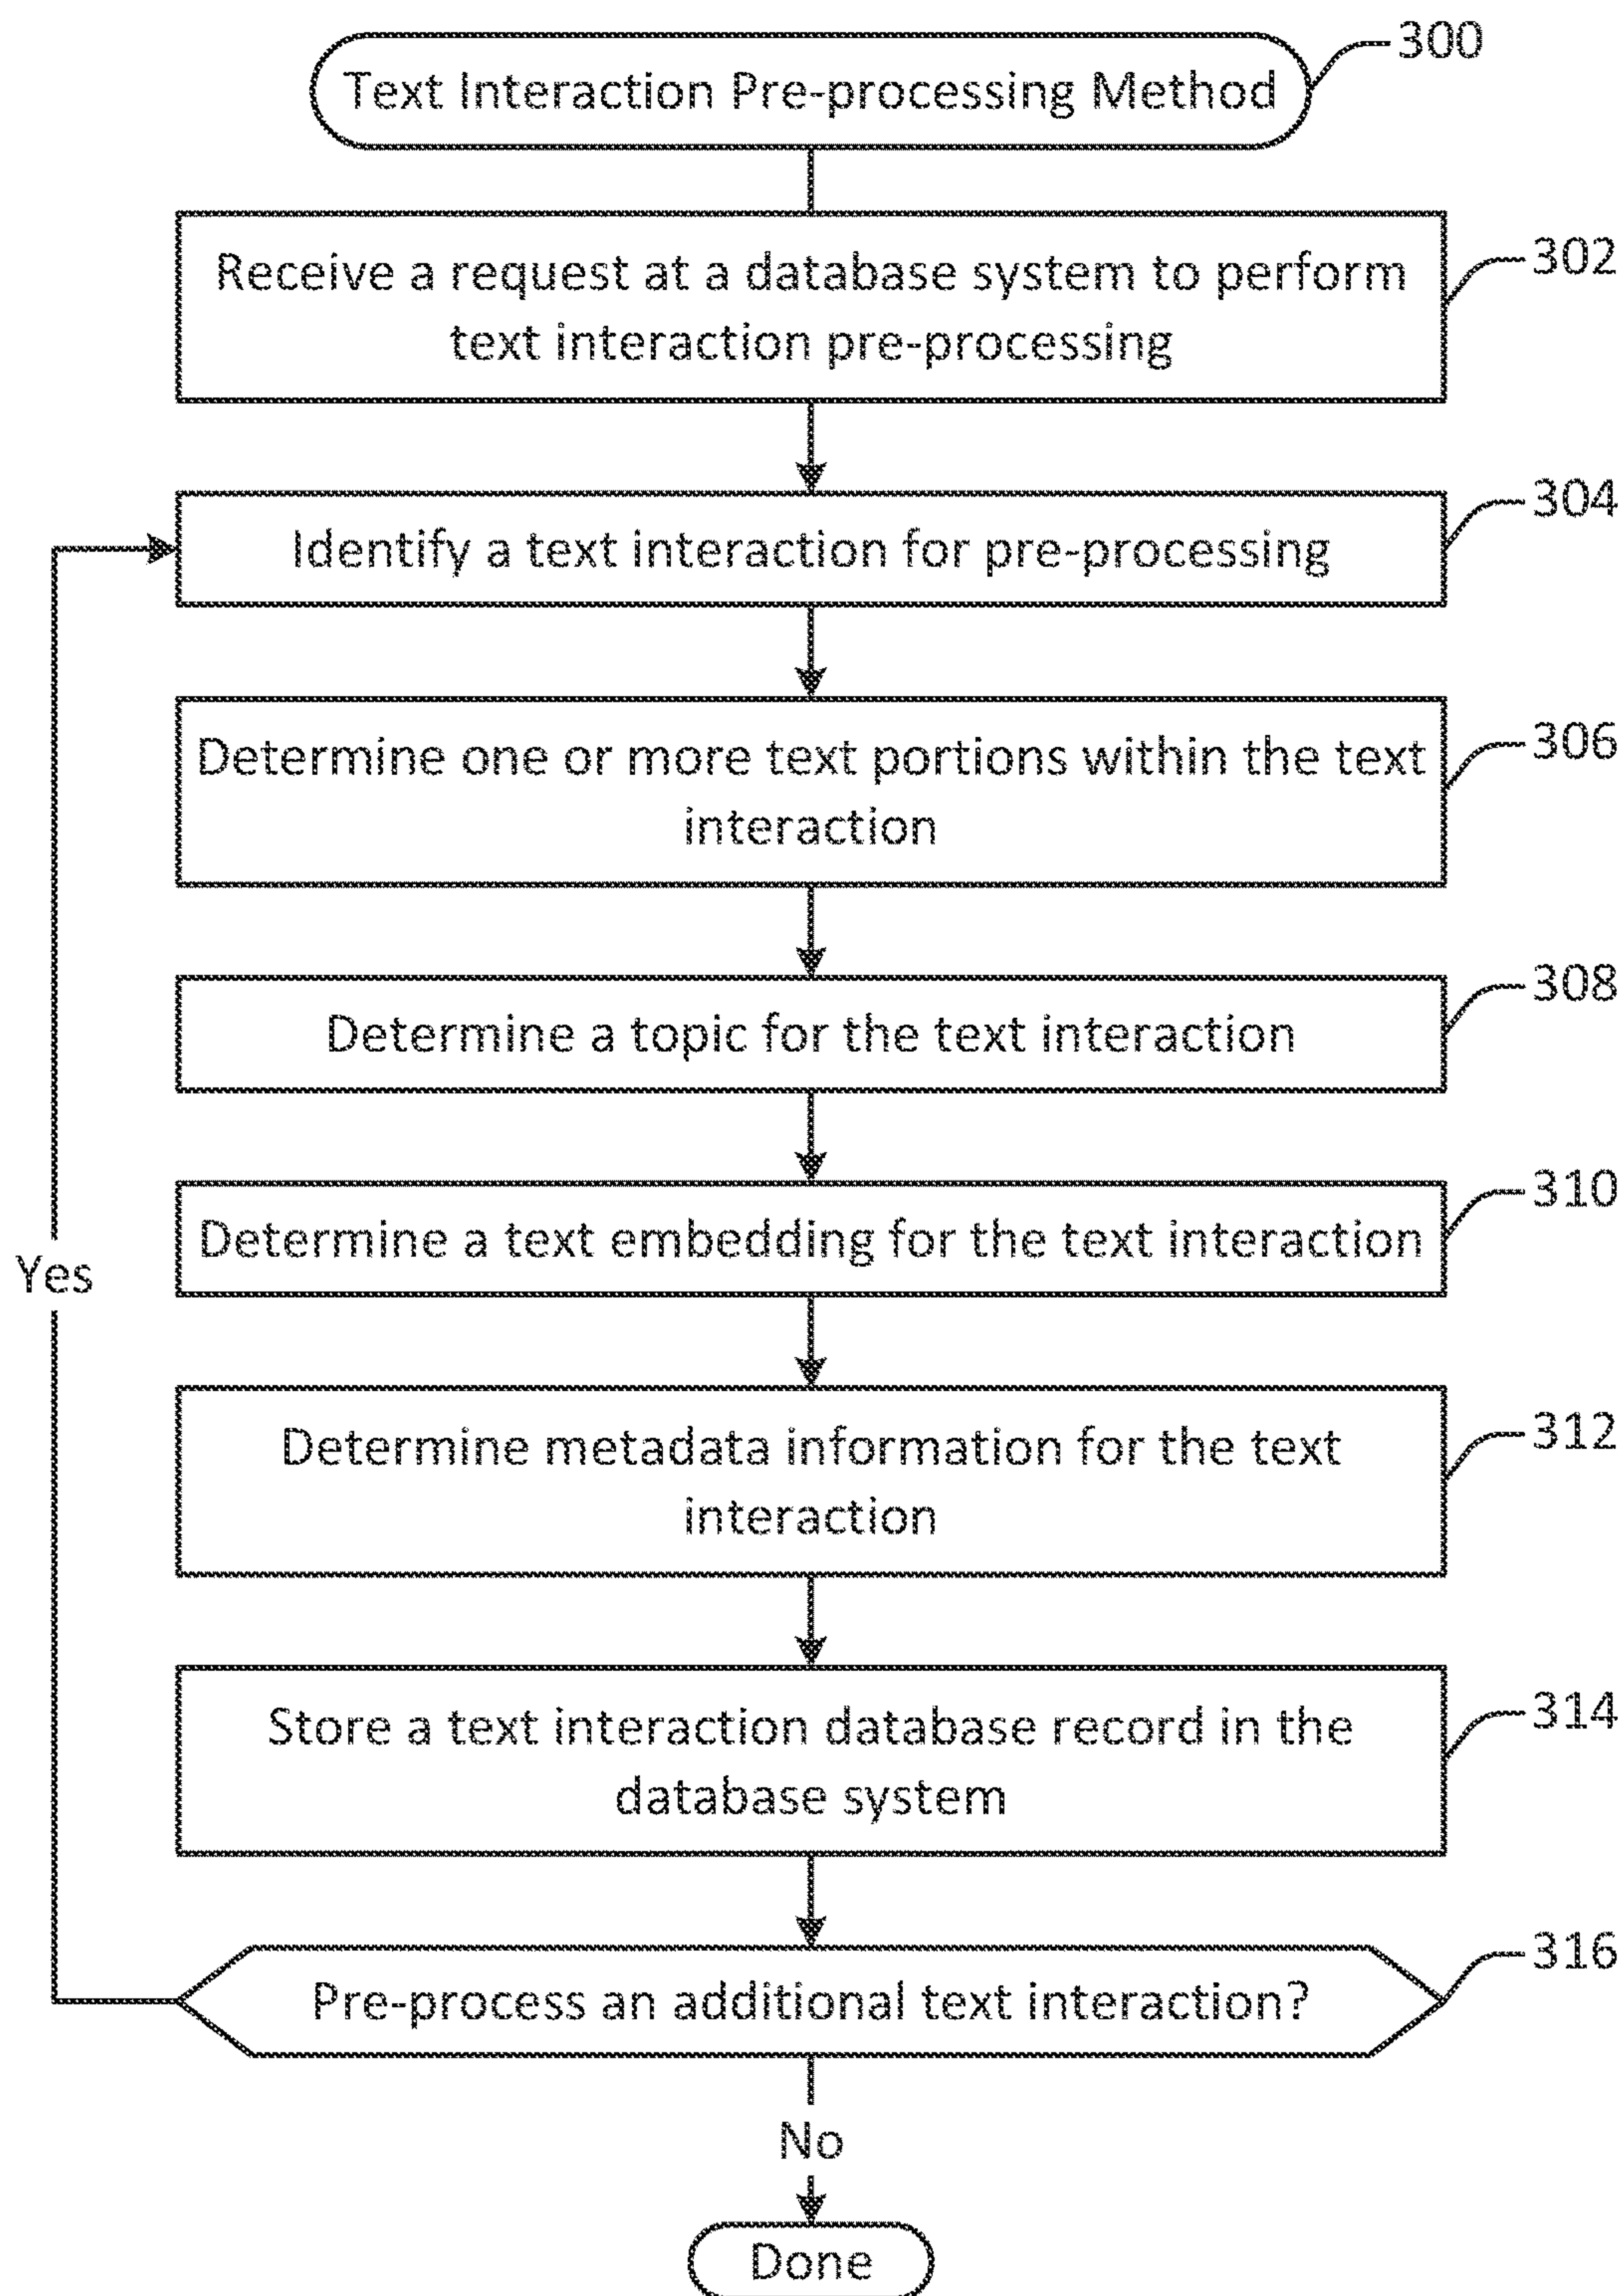 300
Text Interaction Pre-processing Method
302
Receive a request at a database system to perform
text interaction pre-processing
304
Identify a text interaction for pre-processing
306
Determine one or more text portions within the text
interaction
308
Determine a topic for the text interaction
310
Determine a text embedding for the text interaction
Yes
312
Determine metadata information for the text
interaction
314
Store a text interaction database record in the
database system
316
Pre-process an additional text interaction?
No
Done